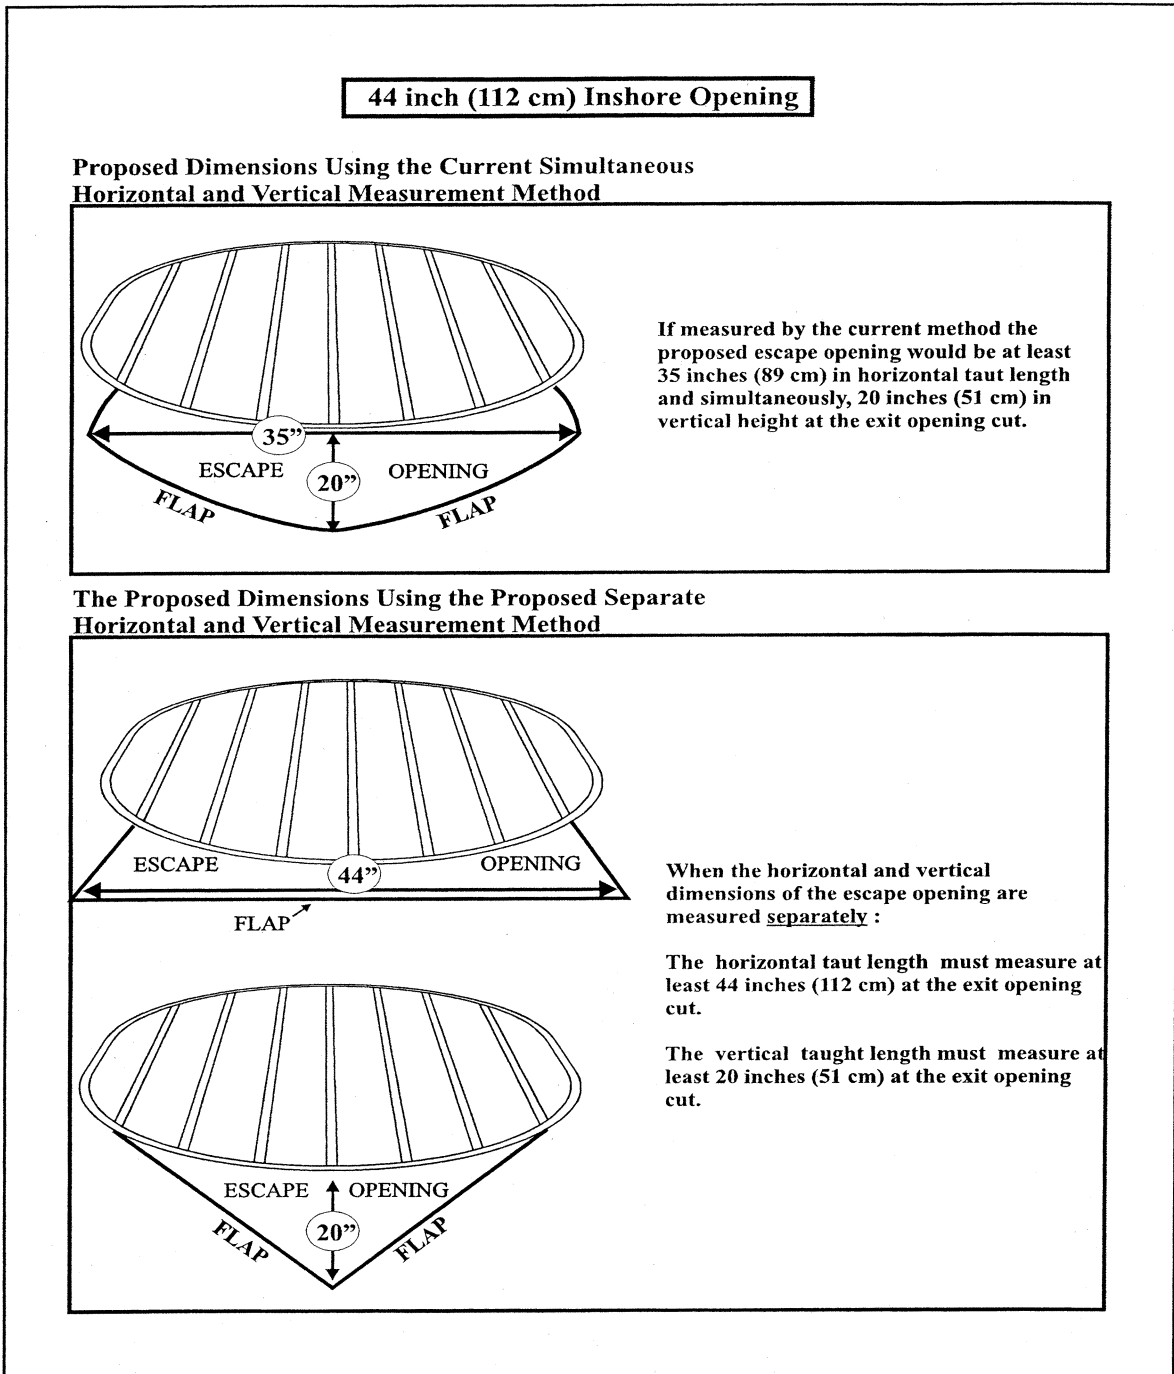 44 inch (112 cm) Inshore Opening
Proposed Dimensions Using the Current Simultaneous
Horizontal and Vertical Measurement Method
35”
ESCAPE
OPENING
20”
FLAP
FLAP
If measured by the current method the
proposed escape opening would be at least
35 inches (89 cm) in horizontal taut length
and simultaneously, 20 inches (51 cm) in
vertical height at the exit opening cut.
The Proposed Dimensions Using the Proposed Separate
Horizontal and Vertical Measurement Method
ESCAPE
OPENING
44”
FLAP
ESCAPE
OPENING
20”
FLAP
FLAP
When the horizontal and vertical
dimensions of the escape opening are
measured separately :
The horizontal taut length must measure at
least 44 inches (112 cm) at the exit opening
cut.
The vertical taught length must measure at
least 20 inches (51 cm) at the exit opening
cut.